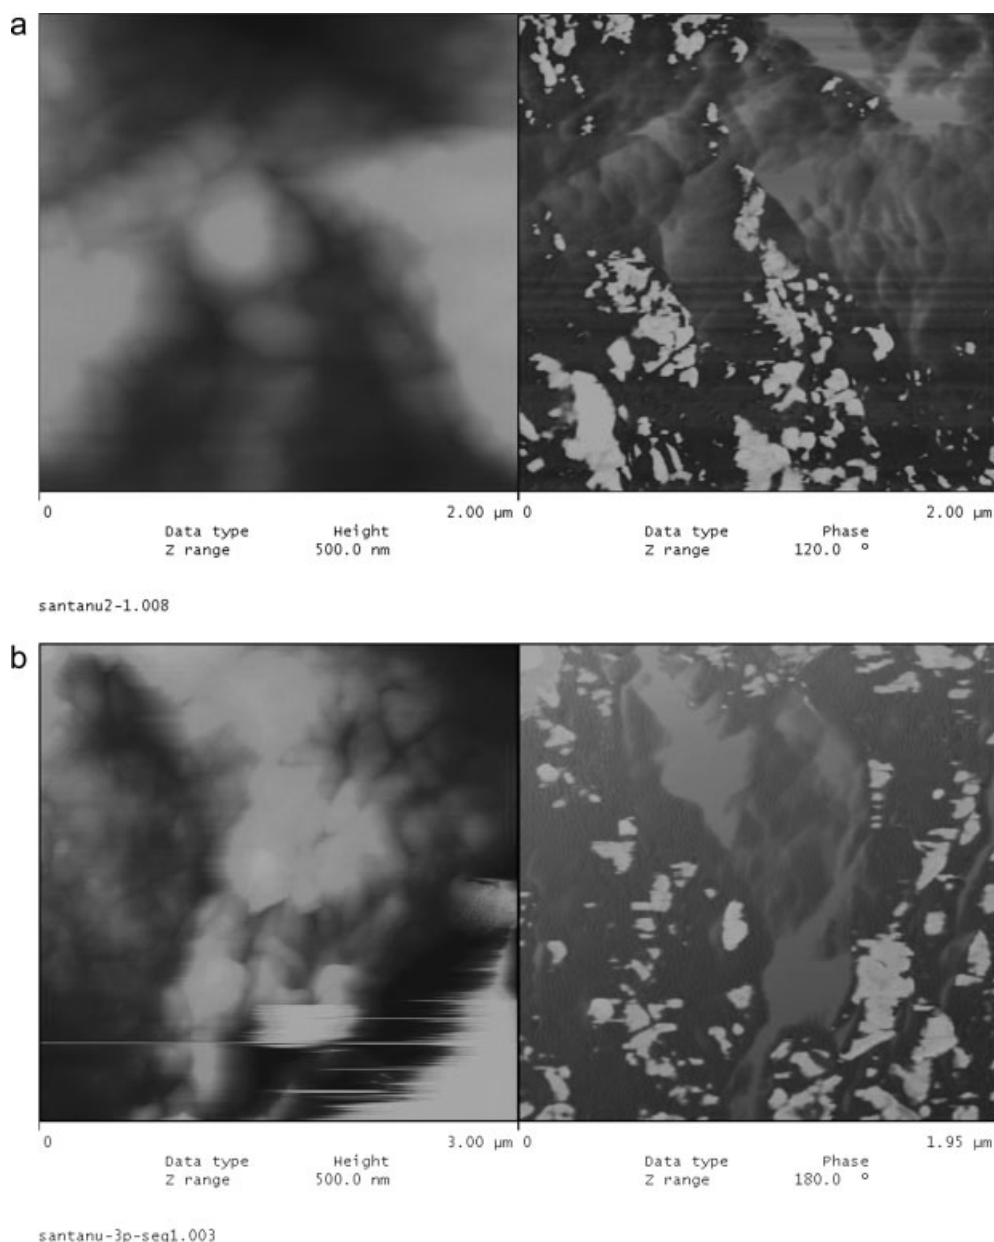 a
0 2.00 µm 0 2.00 µm
Data type Height Data type Phase
Z range 500.0 nm Z range 120.0 °
santanu2-1.008
b
0 3.00 µm 0 1.95 µm
Data type Height Data type Phase
Z range 500.0 nm Z range 180.0 °
santanu-3p-seg1.003